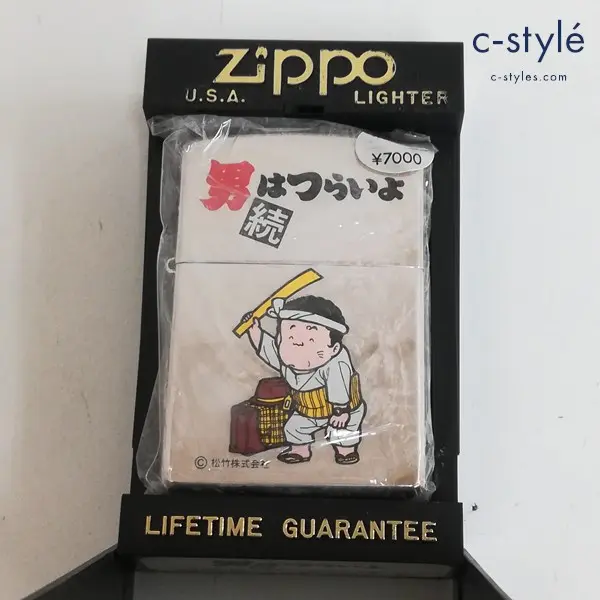 c-stylé
c-styles.com
zippo
U.S.A. LIGHTER
¥7000
男はつらいよ
続
© 松竹株式会社
LIFETIME GUARANTEE